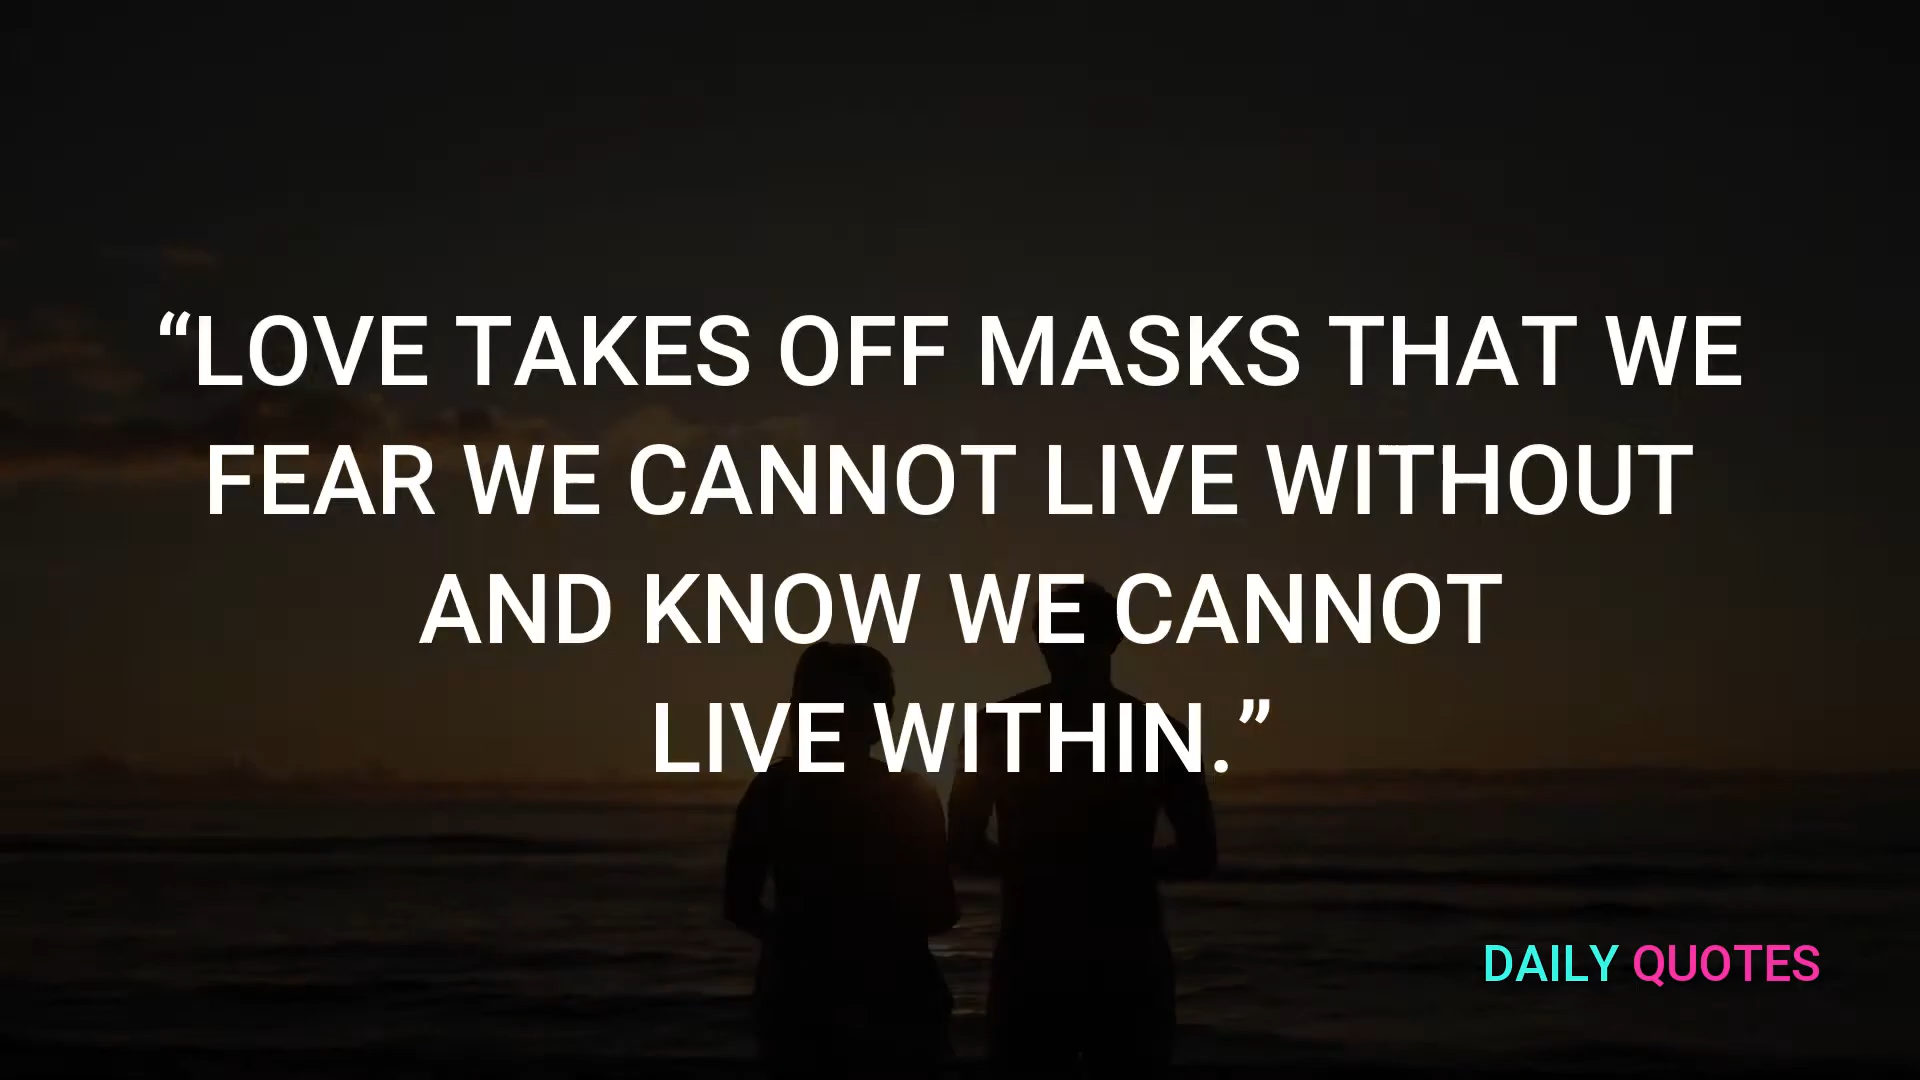 “LOVE TAKES OFF MASKS THAT WE
FEAR WE CANNOT LIVE WITHOUT
AND KNOW WE CANNOT
LIVE WITHIN.”
DAILY QUOTES